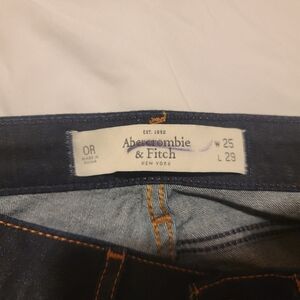 EST. 1892
Abercrombie
& Fitch
NEW YORK
0R
W 25
L 29